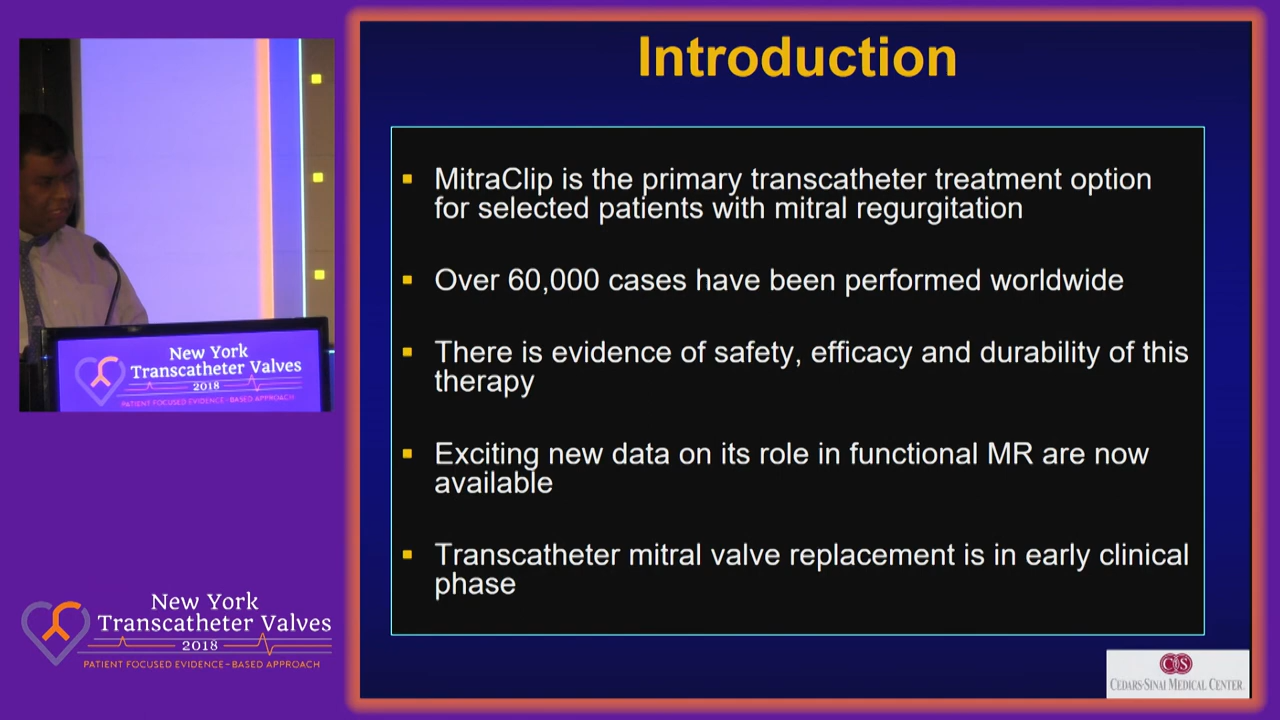 Introduction
MitraClip is the primary transcatheter treatment option
for selected patients with mitral regurgitation
Over 60,000 cases have been performed worldwide
There is evidence of safety, efficacy and durability of this
therapy
Exciting new data on its role in functional MR are now
available
Transcatheter mitral valve replacement is in early clinical
phase
New York
Transcatheter Valves
2018
PATIENT FOCUSED EVIDENCE-BASED APPROACH
New York
Transcatheter Valves
2018
PATIENT FOCUSED EVIDENCE-BASED APPROACH
CS
CEDARS-SINAI MEDICAL CENTER